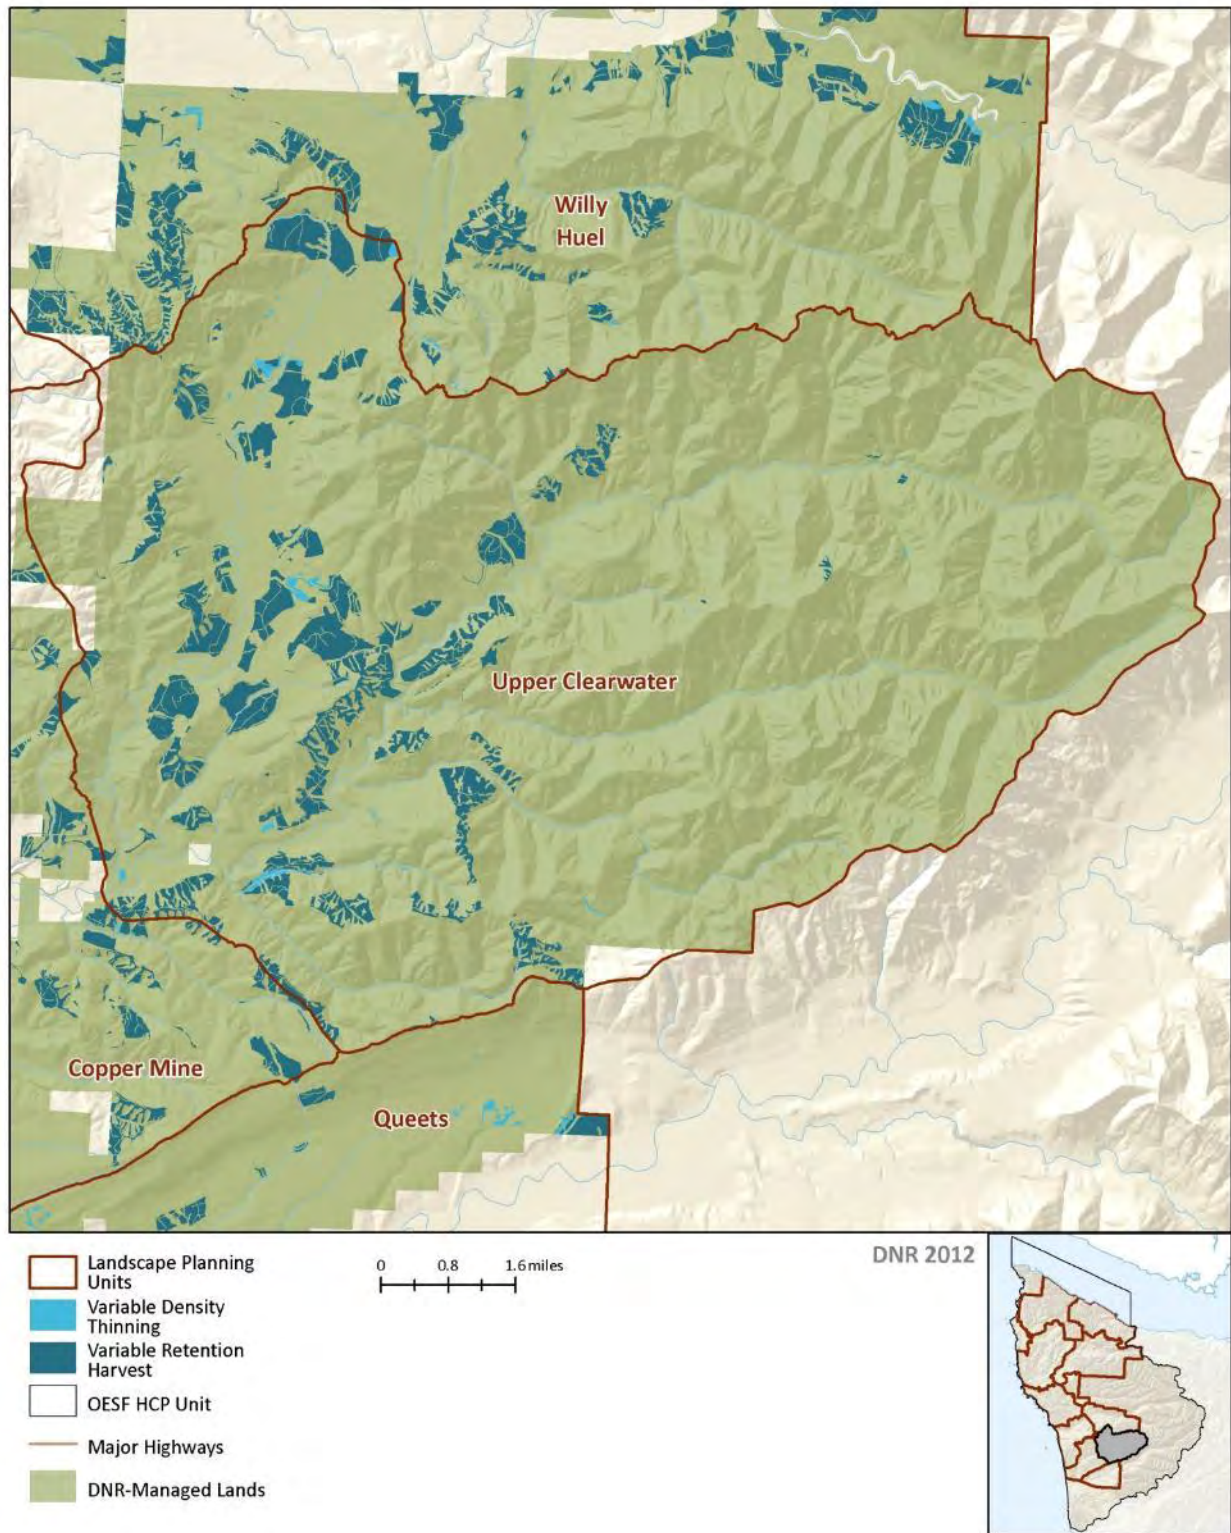 Willy
Huel
Upper Clearwater
Copper Mine
Queets
Landscape Planning
Units
Variable Density
Thinning
Variable Retention
Harvest
OESF HCP Unit
Major Highways
DNR-Managed Lands
0 0.8 1.6 miles
DNR 2012